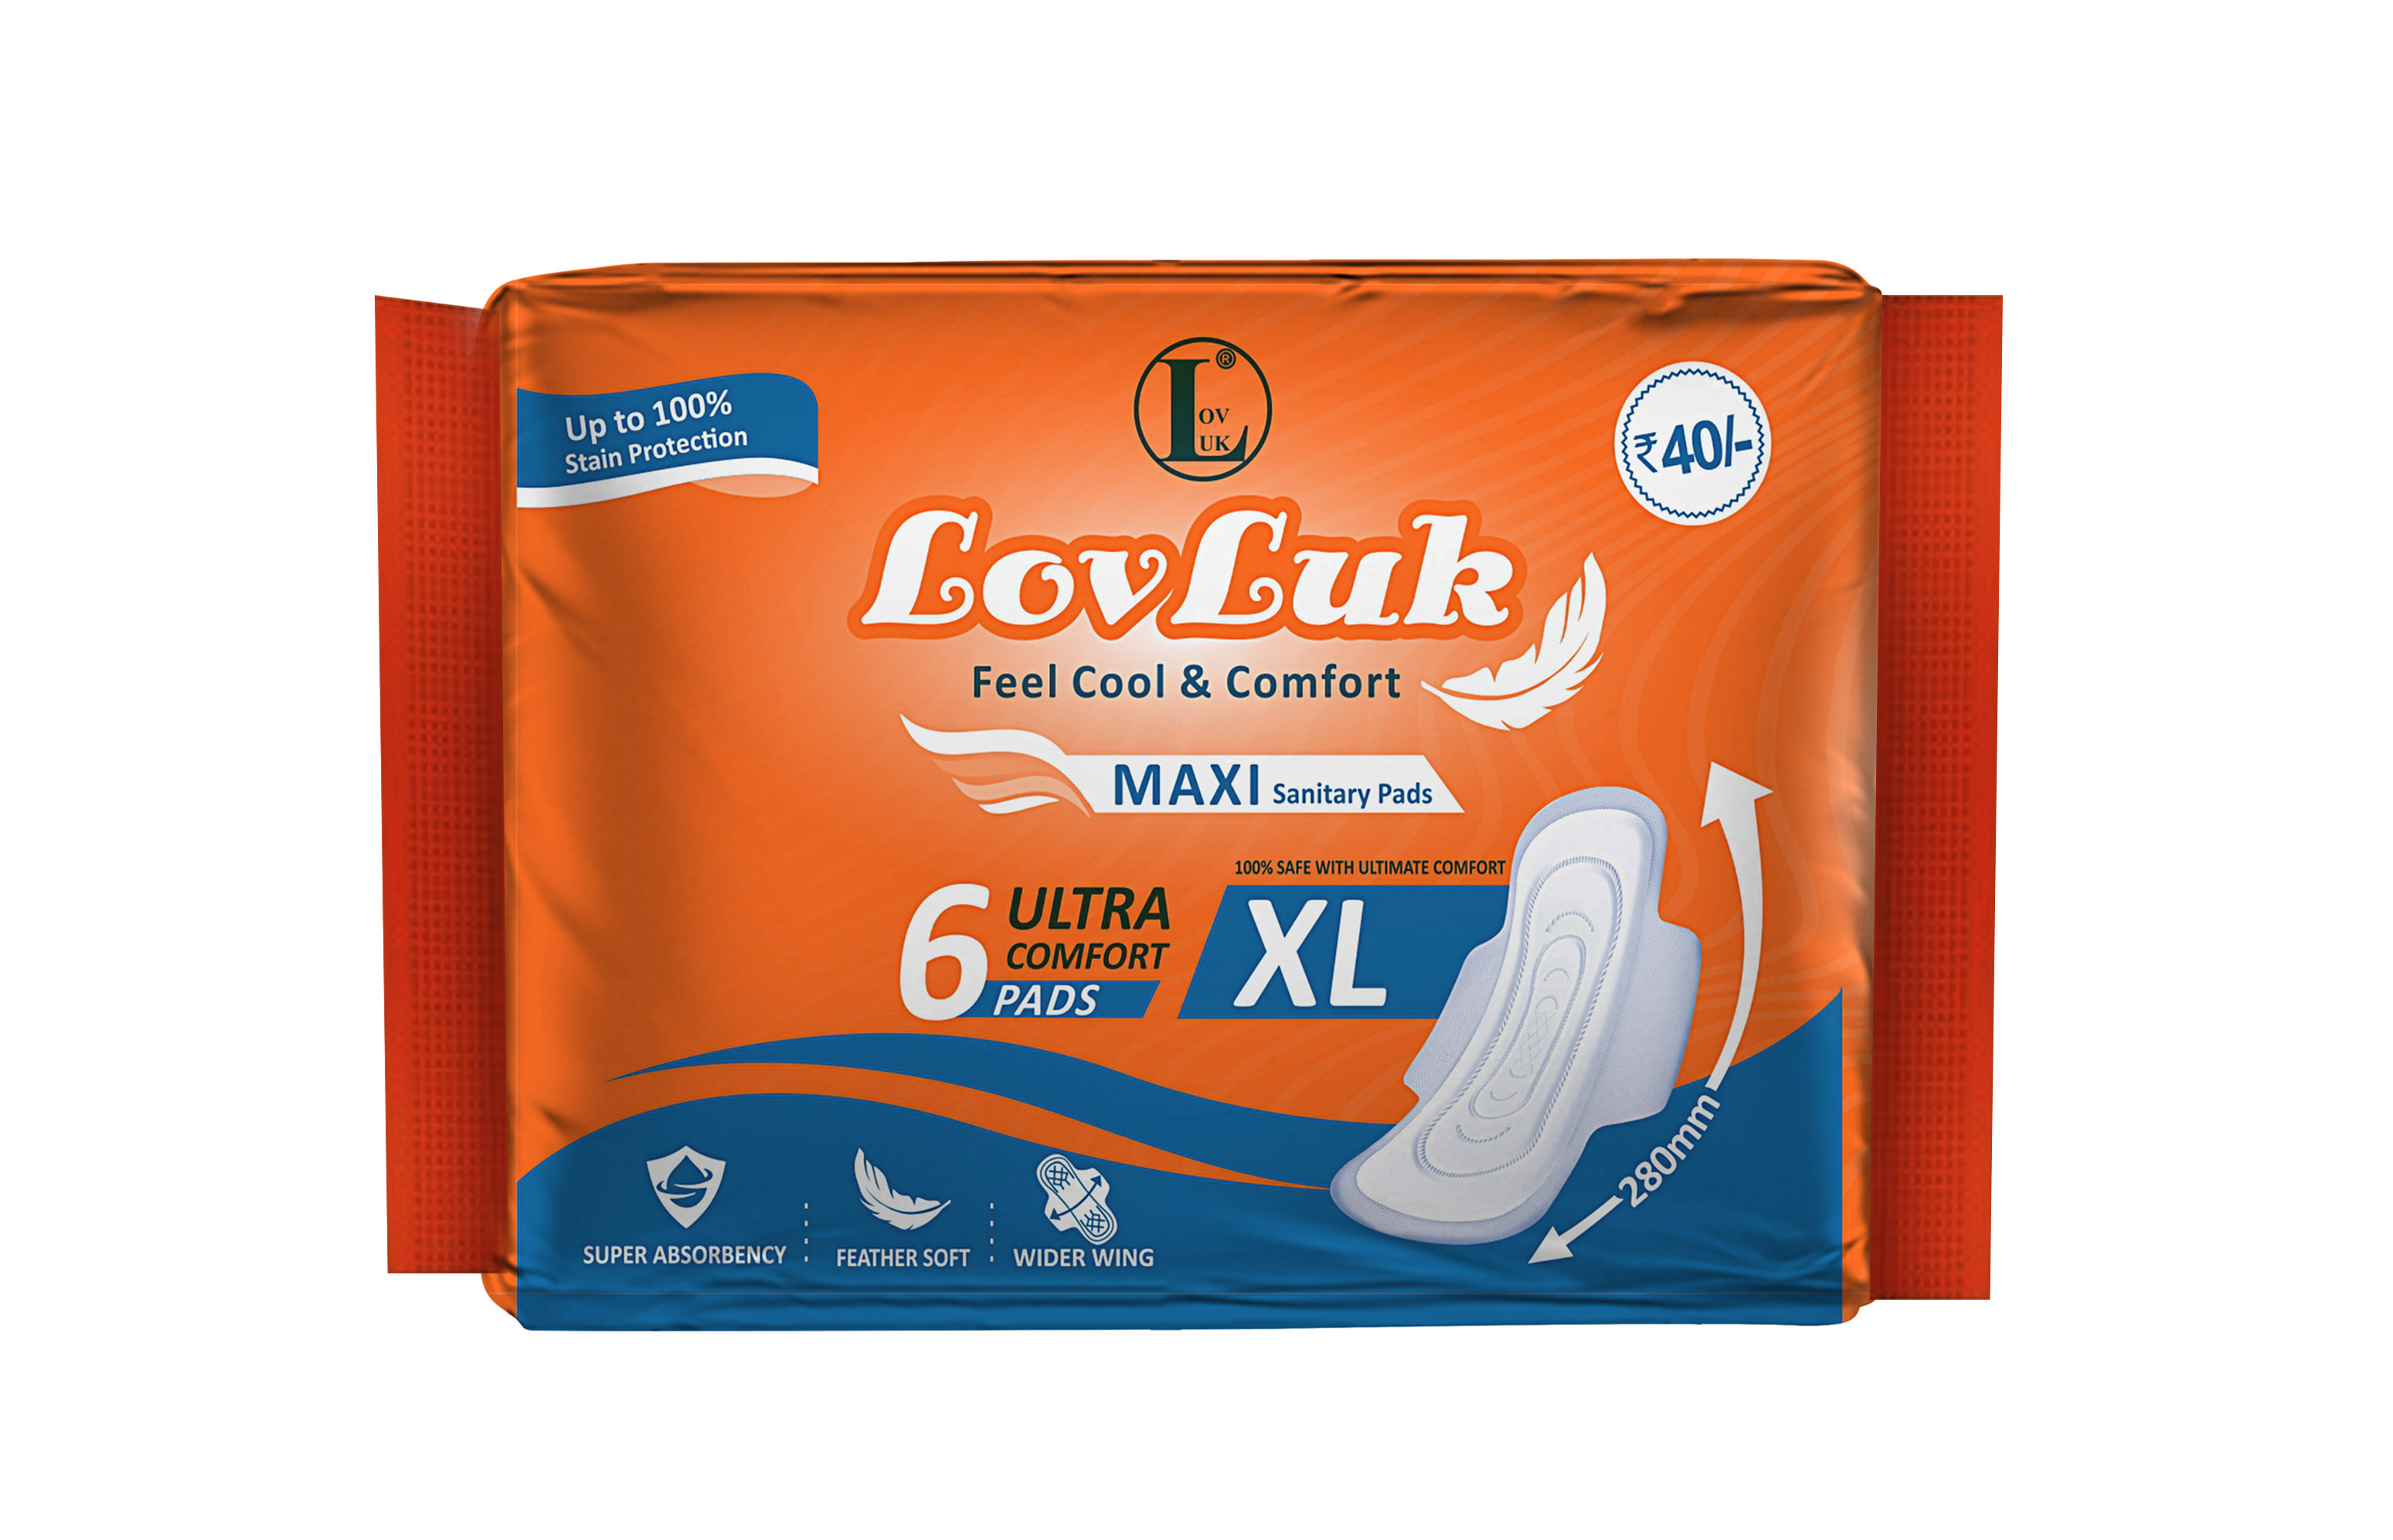 Up to 100%
Stain Protection
L OV UK ®
₹40/-
LovLuk
Feel Cool & Comfort
MAXI Sanitary Pads
100% SAFE WITH ULTIMATE COMFORT
6 ULTRA
COMFORT
PADS
XL
280mm
SUPER ABSORBENCY
FEATHER SOFT
WIDER WING